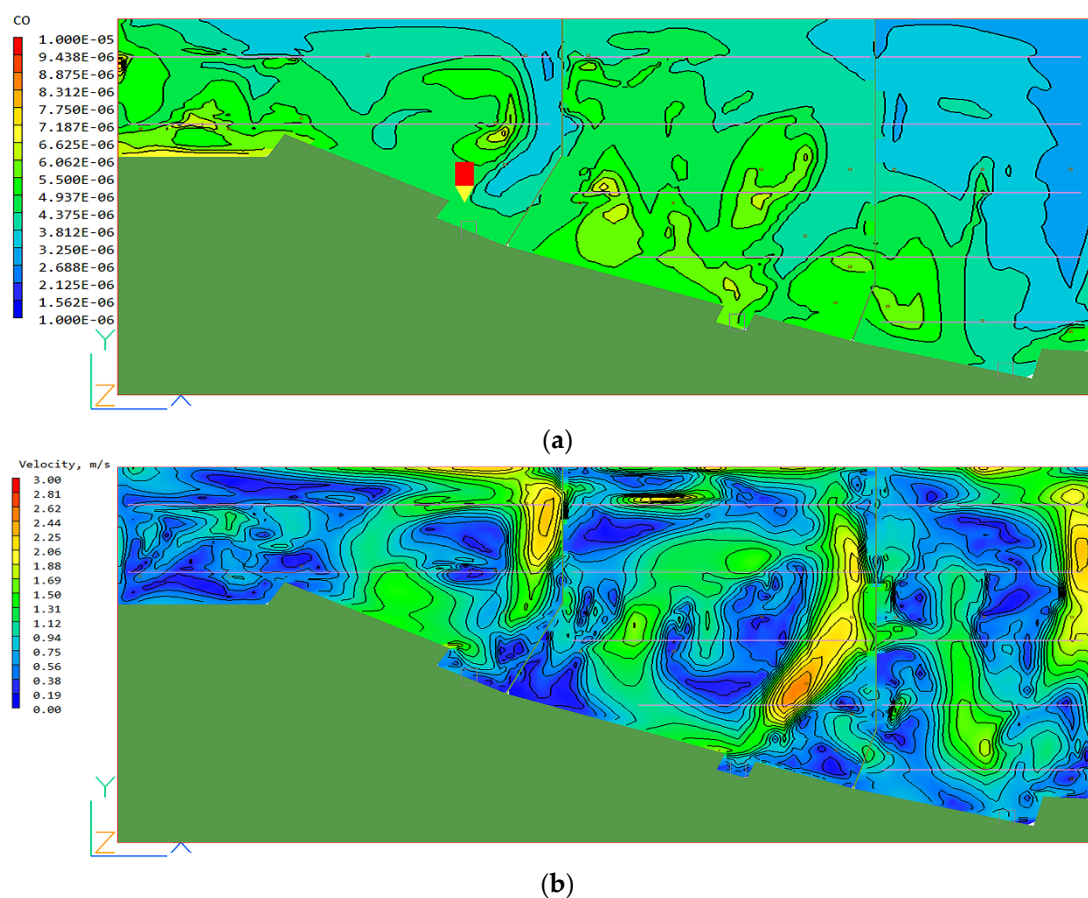 CO
1.000E-05
9.438E-06
8.875E-06
8.312E-06
7.750E-06
7.187E-06
6.625E-06
6.062E-06
5.500E-06
4.937E-06
4.375E-06
3.812E-06
3.250E-06
2.688E-06
2.125E-06
1.562E-06
1.000E-06
Y
Z
X
(a)
Velocity, m/s
3.00
2.81
2.62
2.44
2.25
2.06
1.88
1.69
1.50
1.31
1.12
0.94
0.75
0.56
0.38
0.19
0.00
Y
Z
X
(b)